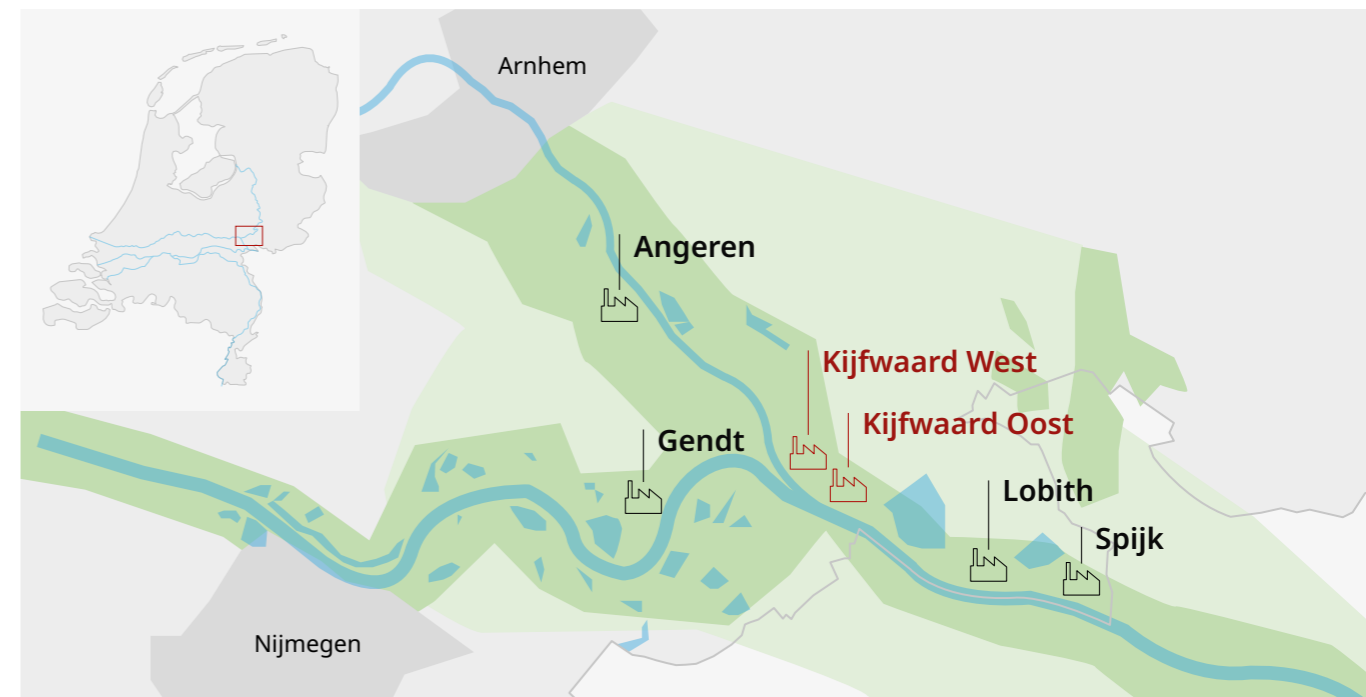 Arnhem
Angeren
Kijfwaard West
Kijfwaard Oost
Gendt
Lobith
Spijk
Nijmegen